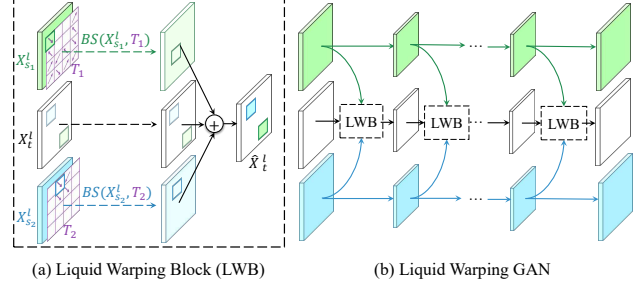 X^l_{s_1}
T_1
BS(X^l_{s_1}, T_1)
X^l_t
X̂^l_t
X^l_{s_2}
T_2
BS(X^l_{s_2}, T_2)
...
LWB
LWB
...
LWB
...
(a) Liquid Warping Block (LWB)
(b) Liquid Warping GAN